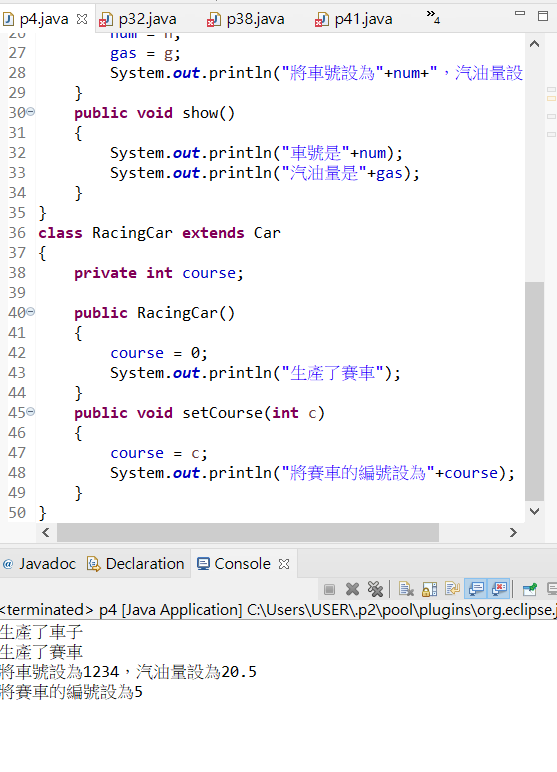 p4.java p32.java p38.java p41.java 4
26 num = n;
27 gas = g;
28 System.out.println("將車號設為"+num+"，汽油量設
29 }
30 public void show()
31 {
32 System.out.println("車號是"+num);
33 System.out.println("汽油量是"+gas);
34 }
35 }
36 class RacingCar extends Car
37 {
38 private int course;
39
40 public RacingCar()
41 {
42 course = 0;
43 System.out.println("生產了賽車");
44 }
45 public void setCourse(int c)
46 {
47 course = c;
48 System.out.println("將賽車的編號設為"+course);
49 }
50 }
@ Javadoc Declaration Console
<terminated> p4 [Java Application] C:\Users\USER\.p2\pool\plugins\org.eclipse.j
生產了車子
生產了賽車
將車號設為1234，汽油量設為20.5
將賽車的編號設為5